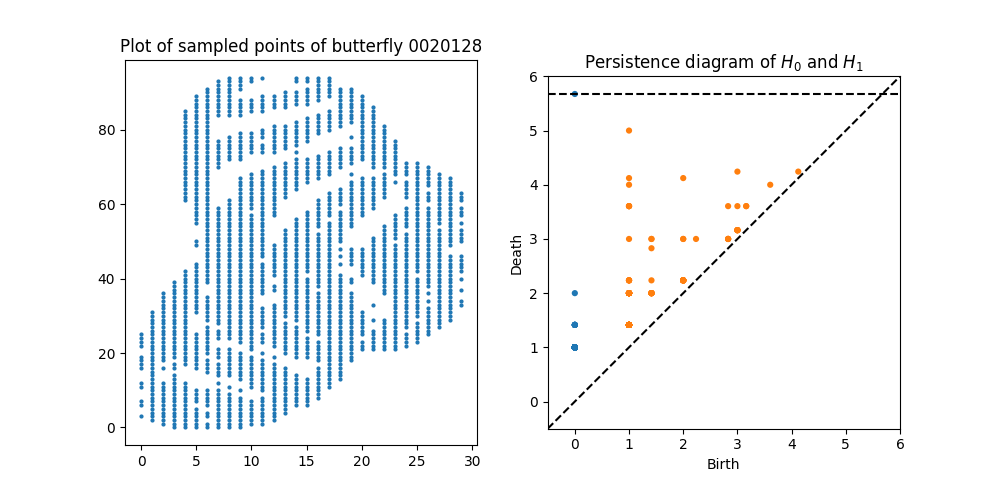 Plot of sampled points of butterfly 0020128
80
60
40
20
0
0 5 10 15 20 25 30
Persistence diagram of H₀ and H₁
6
5
4
3
2
1
0
Death
0 1 2 3 4 5 6
Birth